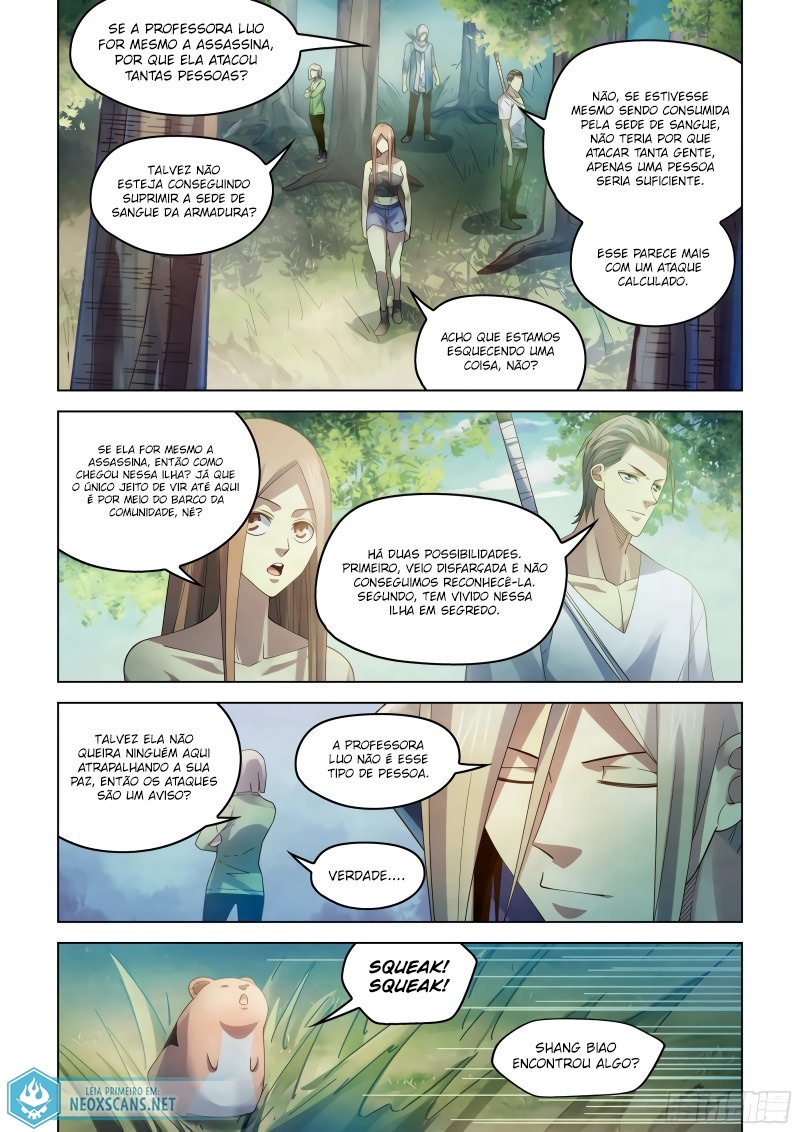 SE A PROFESSORA LUO
FOR MESMO A ASSASSINA,
POR QUE ELA ATACOU
TANTAS PESSOAS?
TALVEZ NÃO
ESTEJA CONSEGUINDO
SUPRIMIR A SEDE DE
SANGUE DA ARMADURA?
NÃO, SE ESTIVESSE
MESMO SENDO CONSUMIDA
PELA SEDE DE SANGUE,
NÃO TERIA POR QUE
ATACAR TANTA GENTE,
APENAS UMA PESSOA
SERIA SUFICIENTE.
ESSE PARECE MAIS
COM UM ATAQUE
CALCULADO.
ACHO QUE ESTAMOS
ESQUECENDO UMA
COISA, NÃO?
SE ELA FOR MESMO A
ASSASSINA, ENTÃO COMO
CHEGOU NESSA ILHA? JÁ QUE
O ÚNICO JEITO DE VIR ATÉ AQUI
É POR MEIO DO BARCO DA
COMUNIDADE, NÉ?
HÁ DUAS POSSIBILIDADES.
PRIMEIRO, VEIO DISFARÇADA E NÃO
CONSEGUIMOS RECONHECÊ-LA.
SEGUNDO, TEM VIVIDO NESSA
ILHA EM SEGREDO.
TALVEZ ELA NÃO
QUEIRA NINGUÉM AQUI
ATRAPALHANDO A SUA
PAZ, ENTÃO OS ATAQUES
SÃO UM AVISO?
A PROFESSORA
LUO NÃO É ESSE
TIPO DE PESSOA.
VERDADE....
SQUEAK!
SQUEAK!
SHANG BIAO
ENCONTROU ALGO?
LEIA PRIMEIRO EM:
NEOXSCANS.NET